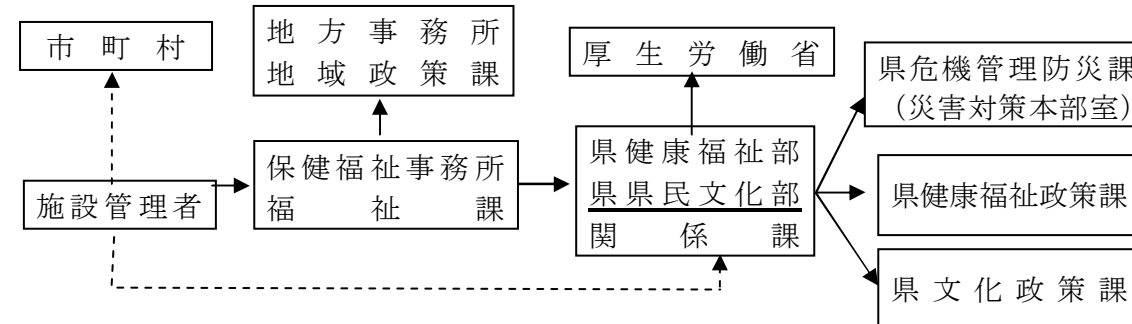 市町村
地方事務所
地域政策課
厚生労働省
県危機管理防災課
（災害対策本部室）
施設管理者
保健福祉事務所
福祉課
県健康福祉部
県県民文化部
関係課
県健康福祉政策課
県文化政策課